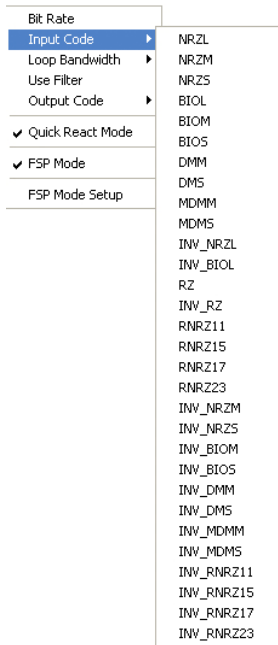 Bit Rate
Input Code
Loop Bandwidth
Use Filter
Output Code
Quick React Mode
FSP Mode
FSP Mode Setup
NRZL
NRZM
NRZS
BIOL
BIOM
BIOS
DMM
DMS
MDMM
MDMS
INV_NRZL
INV_BIOL
RZ
INV_RZ
RNRZ11
RNRZ15
RNRZ17
RNRZ23
INV_NRZM
INV_NRZS
INV_BIOM
INV_BIOS
INV_DMM
INV_DMS
INV_MDMM
INV_MDMS
INV_RNRZ11
INV_RNRZ15
INV_RNRZ17
INV_RNRZ23